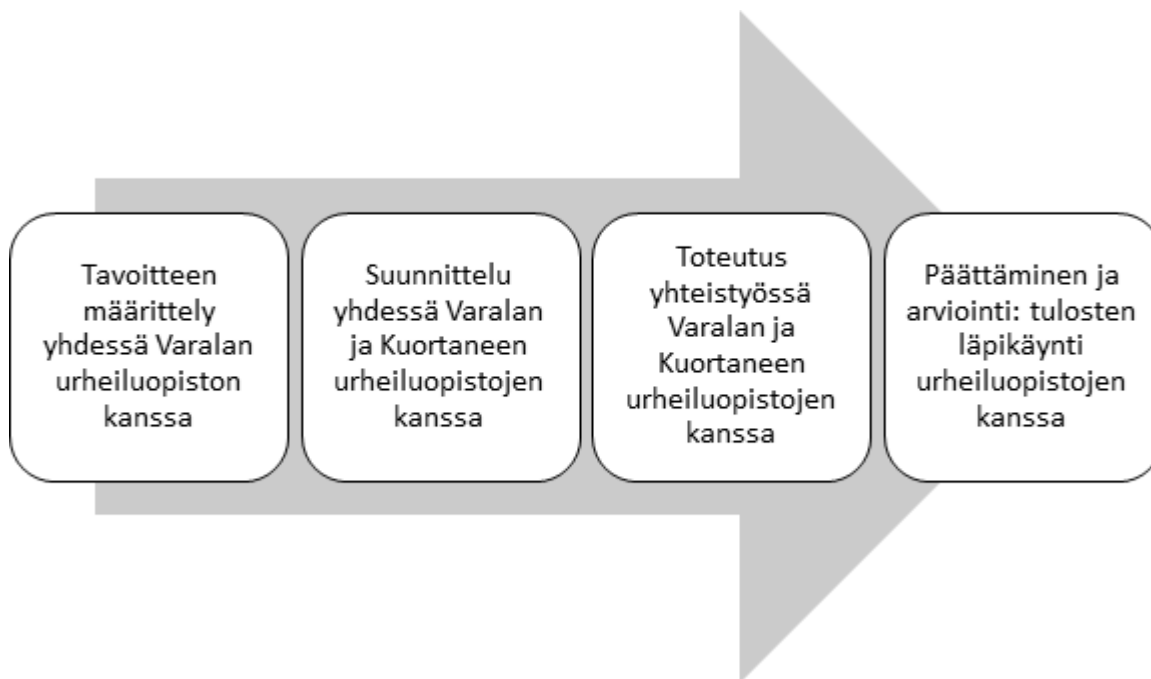 Tavoitteen
määrittely
yhdessä Varalan
urheiluopiston
kanssa
Suunnittelu
yhdessä Varalan
ja Kuortaneen
urheiluopistojen
kanssa
Toteutus
yhteistyössä
Varalan ja
Kuortaneen
urheiluopistojen
kanssa
Päättäminen ja
arviointi: tulosten
läpikäynti
urheiluopistojen
kanssa